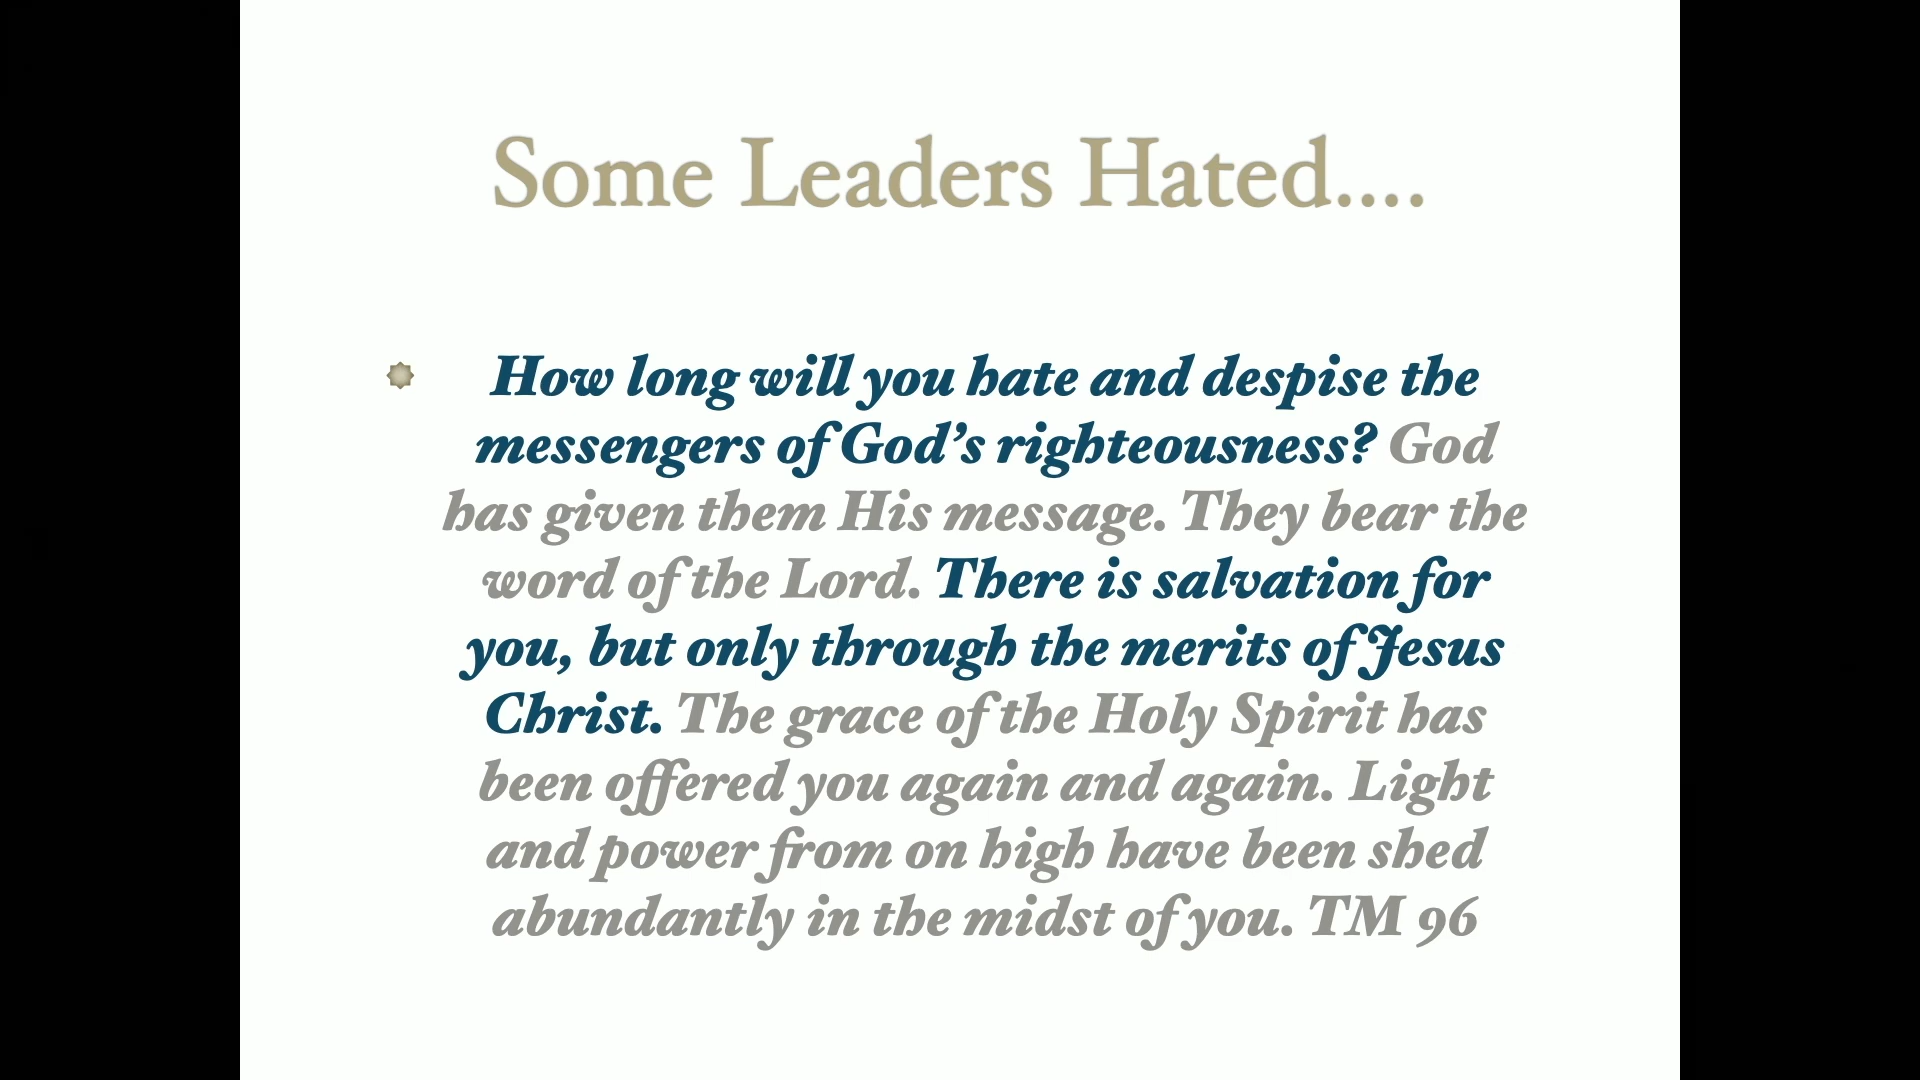 Some Leaders Hated....
How long will you hate and despise the
messengers of God’s righteousness? God
has given them His message. They bear the
word of the Lord. There is salvation for
you, but only through the merits of Jesus
Christ. The grace of the Holy Spirit has
been offered you again and again. Light
and power from on high have been shed
abundantly in the midst of you. TM 96